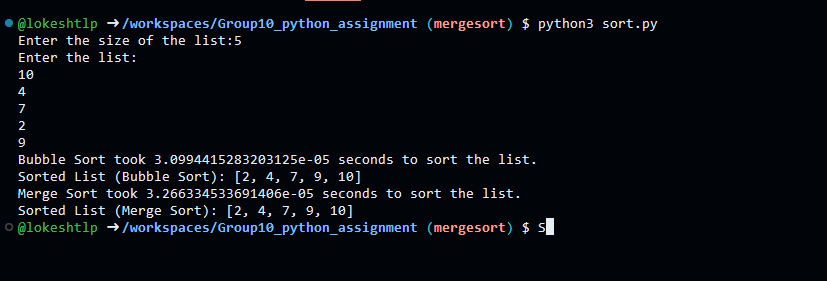 @lokeshtlp ➜/workspaces/Group10_python_assignment (mergesort) $ python3 sort.py
Enter the size of the list:5
Enter the list:
10
4
7
2
9
Bubble Sort took 3.0994415283203125e-05 seconds to sort the list.
Sorted List (Bubble Sort): [2, 4, 7, 9, 10]
Merge Sort took 3.266334533691406e-05 seconds to sort the list.
Sorted List (Merge Sort): [2, 4, 7, 9, 10]
@lokeshtlp ➜/workspaces/Group10_python_assignment (mergesort) $ S